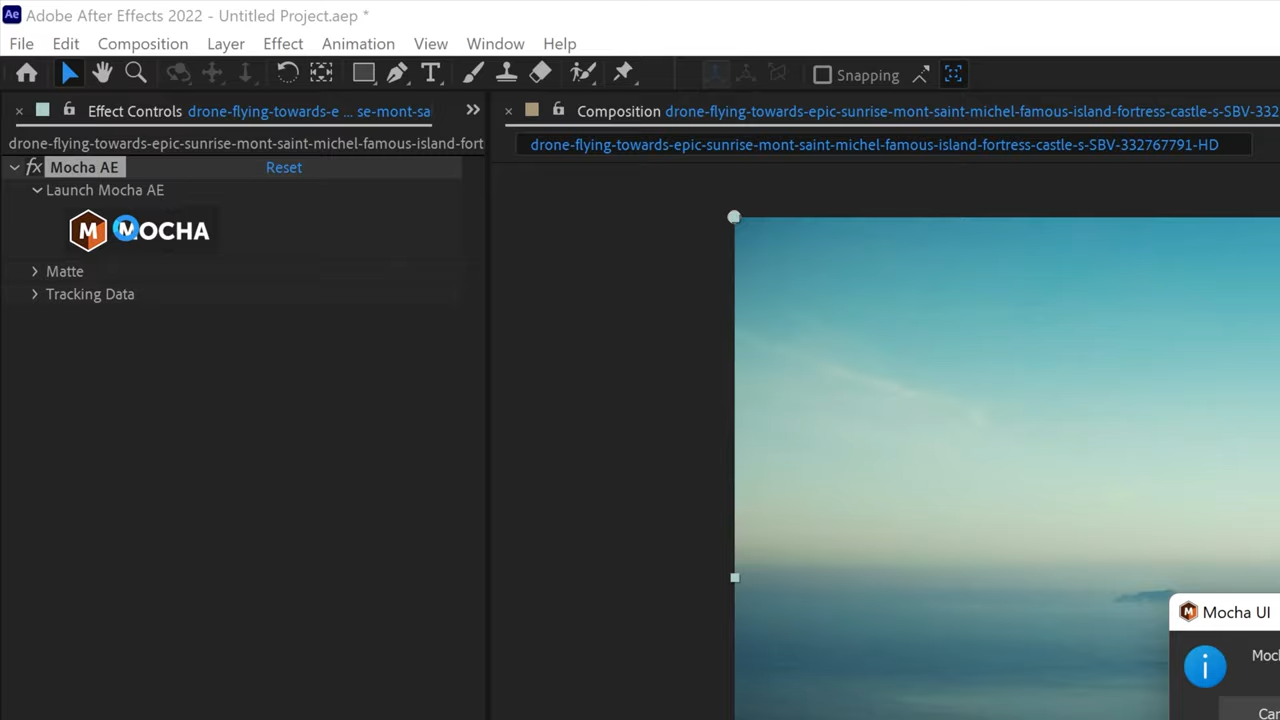 Ae Adobe After Effects 2022 - Untitled Project.aep *
File Edit Composition Layer Effect Animation View Window Help
T Snapping
Effect Controls drone-flying-towards-e ... se-mont-sa
Composition drone-flying-towards-epic-sunrise-mont-saint-michel-famous-island-fortress-castle-s-SBV-332
drone-flying-towards-epic-sunrise-mont-saint-michel-famous-island-fort
drone-flying-towards-epic-sunrise-mont-saint-michel-famous-island-fortress-castle-s-SBV-332767791-HD
fx Mocha AE Reset
Launch Mocha AE
M MOCHA
Matte
Tracking Data
M Mocha UI
i Moc
Car